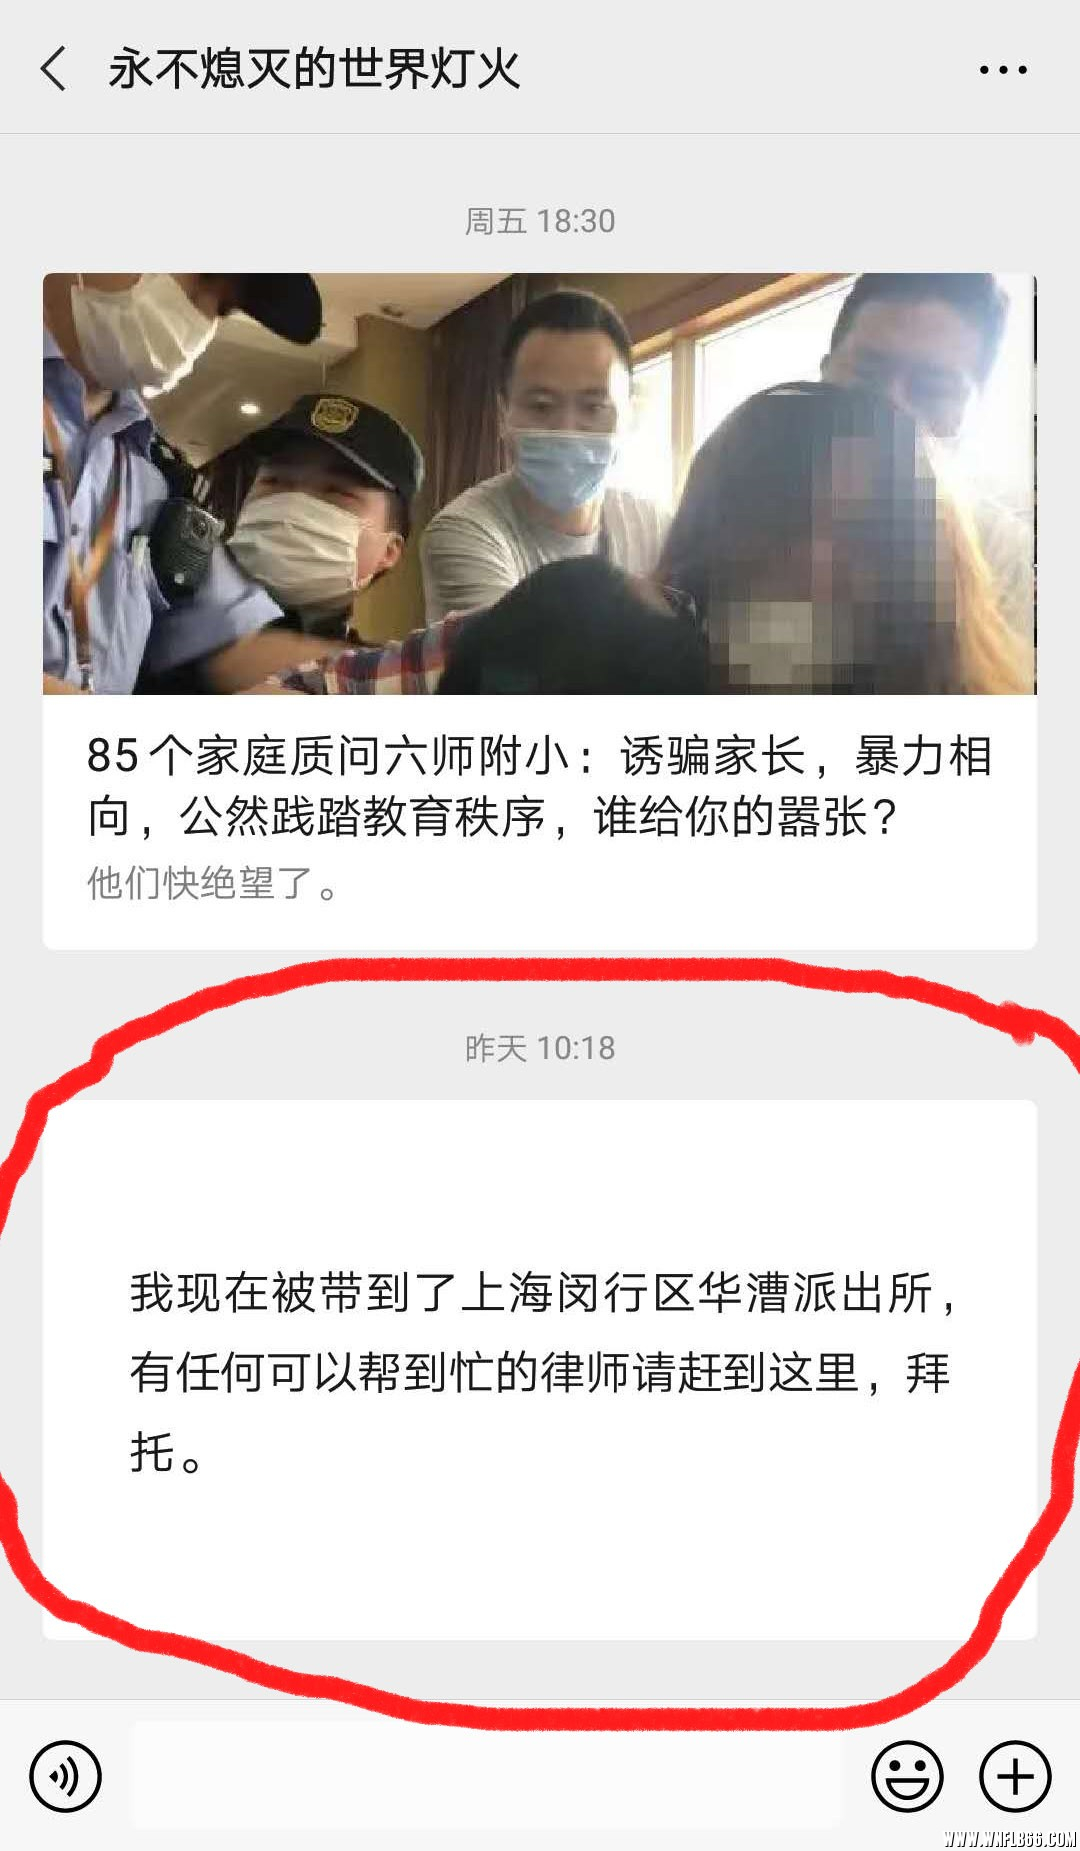 永不熄灭的世界灯火
周五 18:30
85个家庭质问六师附小：诱骗家长，暴力相
向，公然践踏教育秩序，谁给你的嚣张？
他们快绝望了。
昨天 10:18
我现在被带到了上海闵行区华漕派出所，
有任何可以帮到忙的律师请赶到这里，拜
托。
WWW.WNFLB66.COM